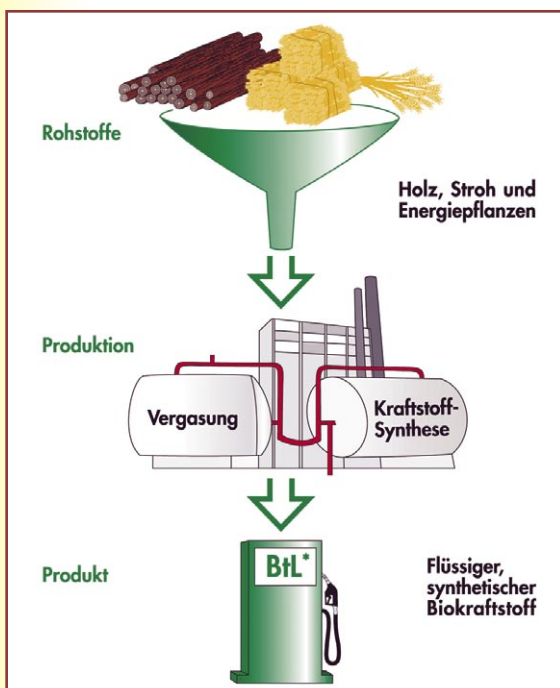 Rohstoffe
Holz, Stroh und
Energiepflanzen
Produktion
Vergasung
Kraftstoff-
Synthese
BtL*
Produkt
Flüssiger,
synthetischer
Biokraftstoff